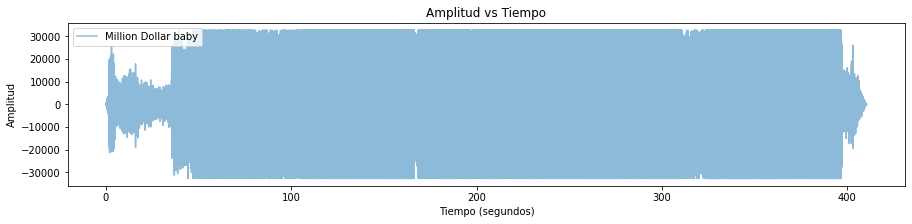 Amplitud vs Tiempo
Million Dollar baby
30000
20000
10000
0
−10000
−20000
−30000
Amplitud
0 100 200 300 400
Tiempo (segundos)